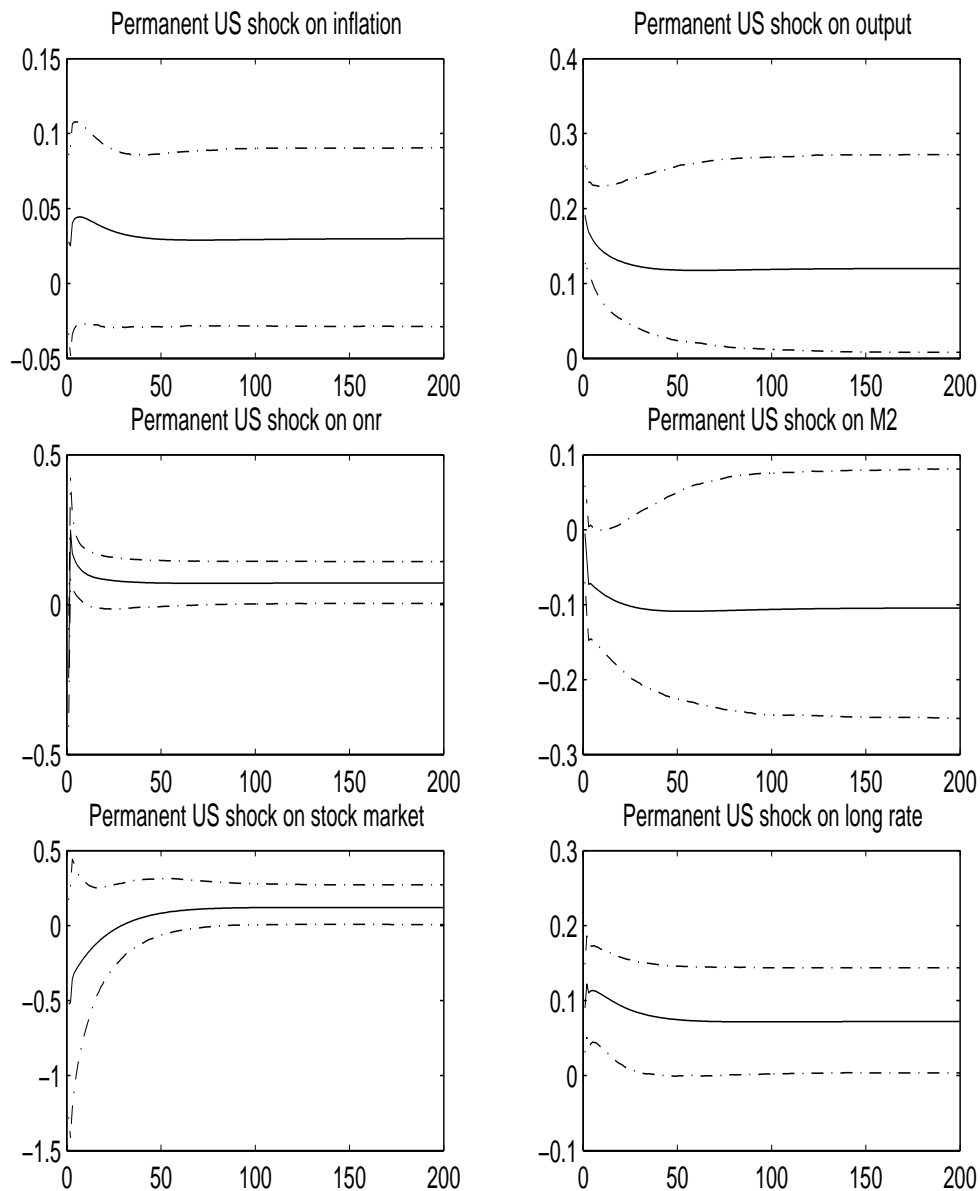 Permanent US shock on inflation
0.15
0.1
0.05
0
−0.05
0 50 100 150 200
Permanent US shock on output
0.4
0.3
0.2
0.1
0
0 50 100 150 200
Permanent US shock on onr
0.5
0
−0.5
0 50 100 150 200
Permanent US shock on M2
0.1
0
−0.1
−0.2
−0.3
0 50 100 150 200
Permanent US shock on stock market
0.5
0
−0.5
−1
−1.5
0 50 100 150 200
Permanent US shock on long rate
0.3
0.2
0.1
0
−0.1
0 50 100 150 200